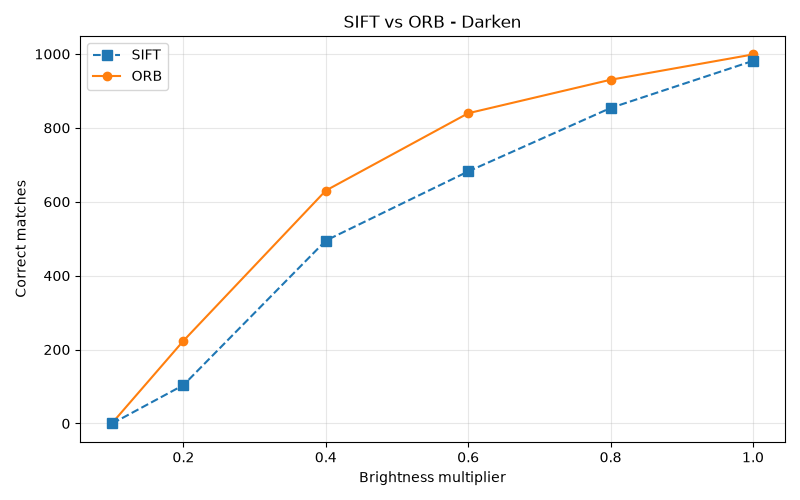 SIFT vs ORB - Darken
SIFT
ORB
Correct matches
1000
800
600
400
200
0
0.2 0.4 0.6 0.8 1.0
Brightness multiplier